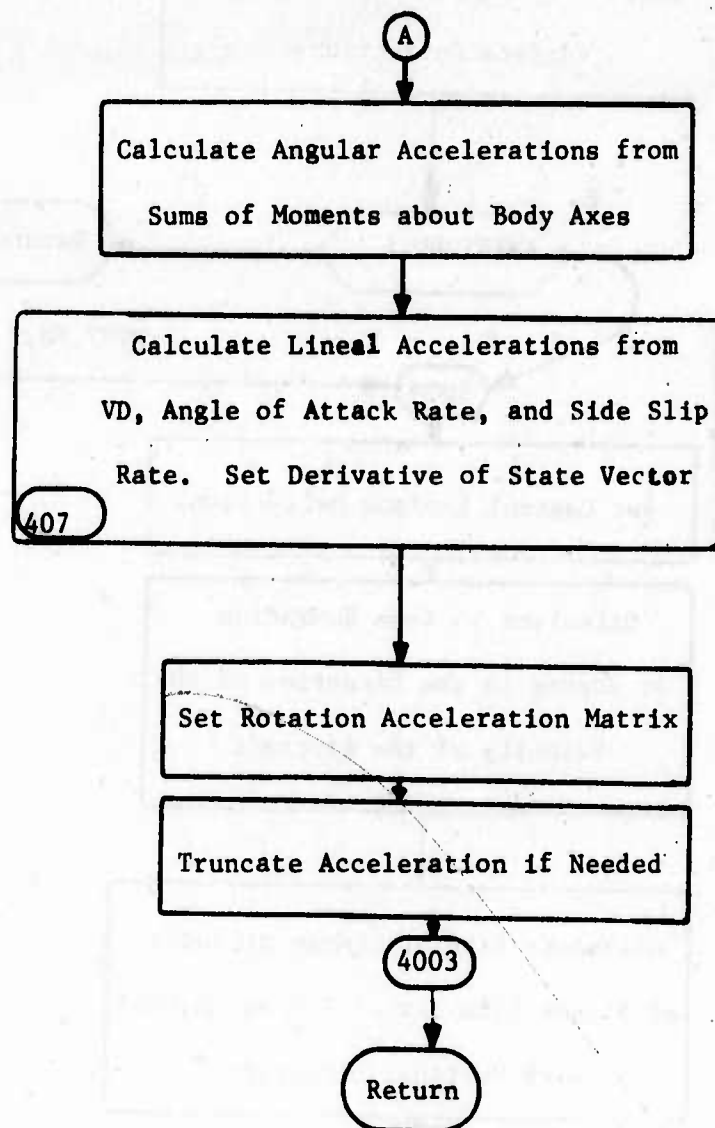 A
Calculate Angular Accelerations from
Sums of Moments about Body Axes
Calculate Lineal Accelerations from
VD, Angle of Attack Rate, and Side Slip
Rate. Set Derivative of State Vector
407
Set Rotation Acceleration Matrix
Truncate Acceleration if Needed
4003
Return